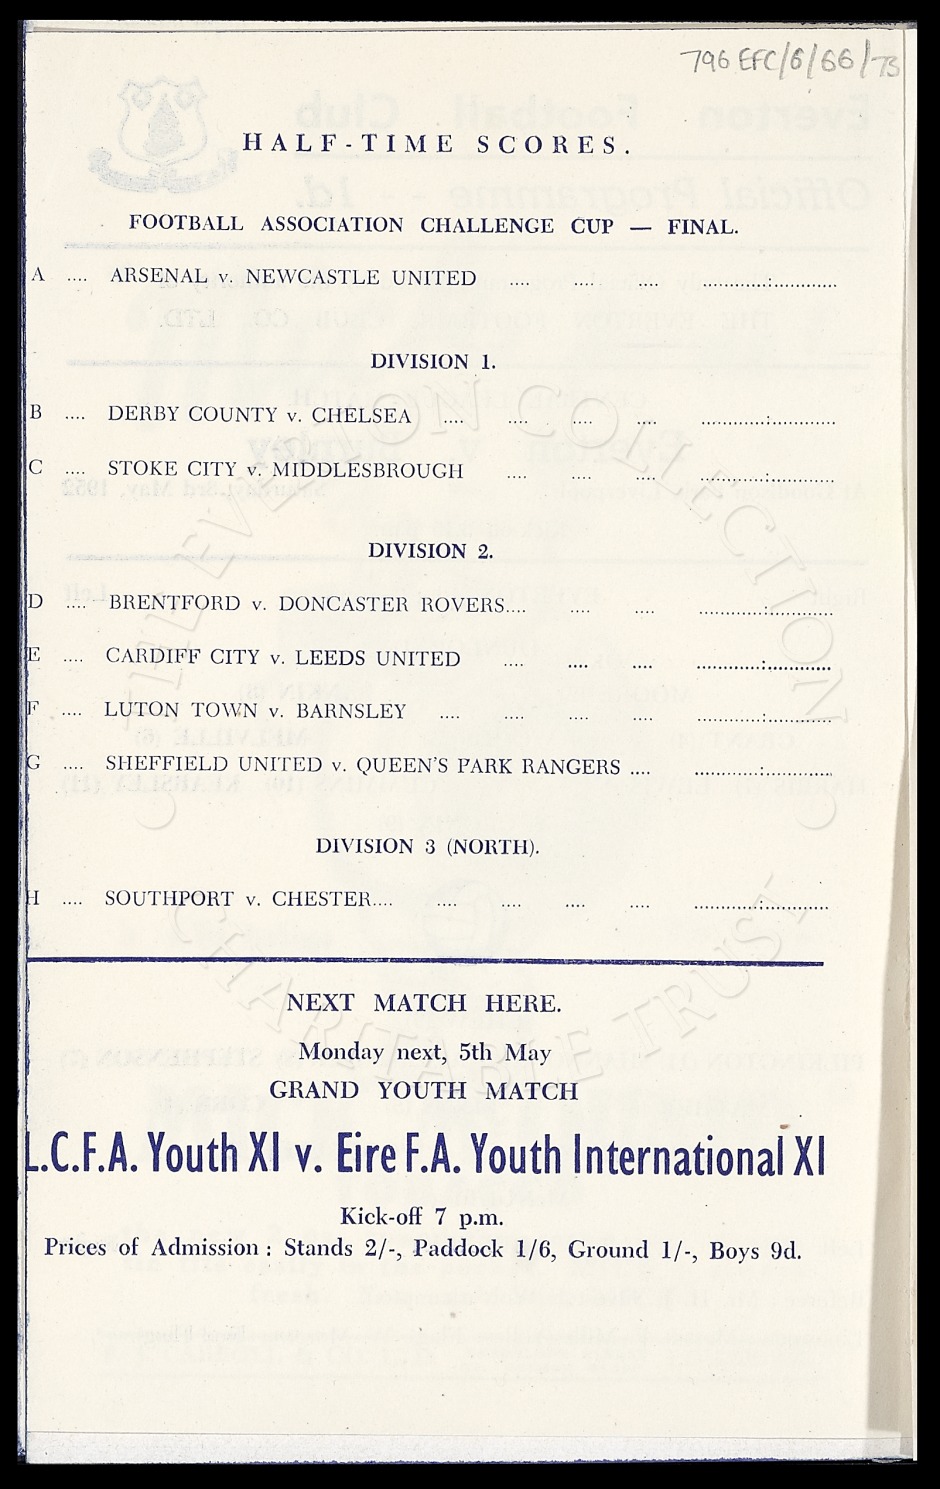 796 EFC/6/66/73
HALF-TIME SCORES.
FOOTBALL ASSOCIATION CHALLENGE CUP — FINAL.
A .... ARSENAL v. NEWCASTLE UNITED .... .... .... ............:............
DIVISION 1.
B .... DERBY COUNTY v. CHELSEA .... .... .... .... ............:............
C .... STOKE CITY v. MIDDLESBROUGH .... .... .... ............:............
DIVISION 2.
D .... BRENTFORD v. DONCASTER ROVERS.... .... .... ............:............
E .... CARDIFF CITY v. LEEDS UNITED .... .... .... ............:............
F .... LUTON TOWN v. BARNSLEY .... .... .... .... ............:............
G .... SHEFFIELD UNITED v. QUEEN'S PARK RANGERS .... ............:............
DIVISION 3 (NORTH).
H .... SOUTHPORT v. CHESTER.... .... .... .... .... ............:............
NEXT MATCH HERE.
Monday next, 5th May
GRAND YOUTH MATCH
L.C.F.A. Youth XI v. Eire F.A. Youth International XI
Kick-off 7 p.m.
Prices of Admission : Stands 2/-, Paddock 1/6, Ground 1/-, Boys 9d.
EVERTON COLLECTION
CHARITABLE TRUST